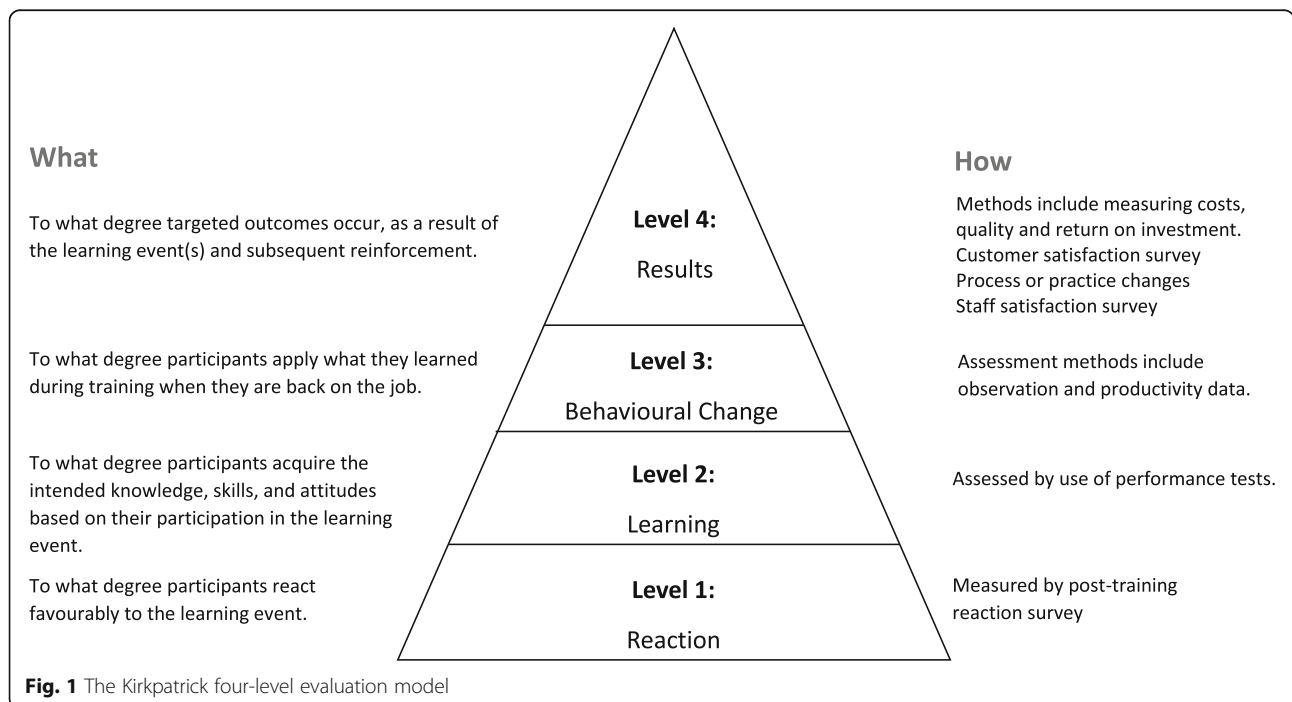 What
To what degree targeted outcomes occur, as a result of
the learning event(s) and subsequent reinforcement.
To what degree participants apply what they learned
during training when they are back on the job.
To what degree participants acquire the
intended knowledge, skills, and attitudes
based on their participation in the learning
event.
To what degree participants react
favourably to the learning event.
Level 4:
Results
Level 3:
Behavioural Change
Level 2:
Learning
Level 1:
Reaction
How
Methods include measuring costs,
quality and return on investment.
Customer satisfaction survey
Process or practice changes
Staff satisfaction survey
Assessment methods include
observation and productivity data.
Assessed by use of performance tests.
Measured by post-training
reaction survey
Fig. 1 The Kirkpatrick four-level evaluation model